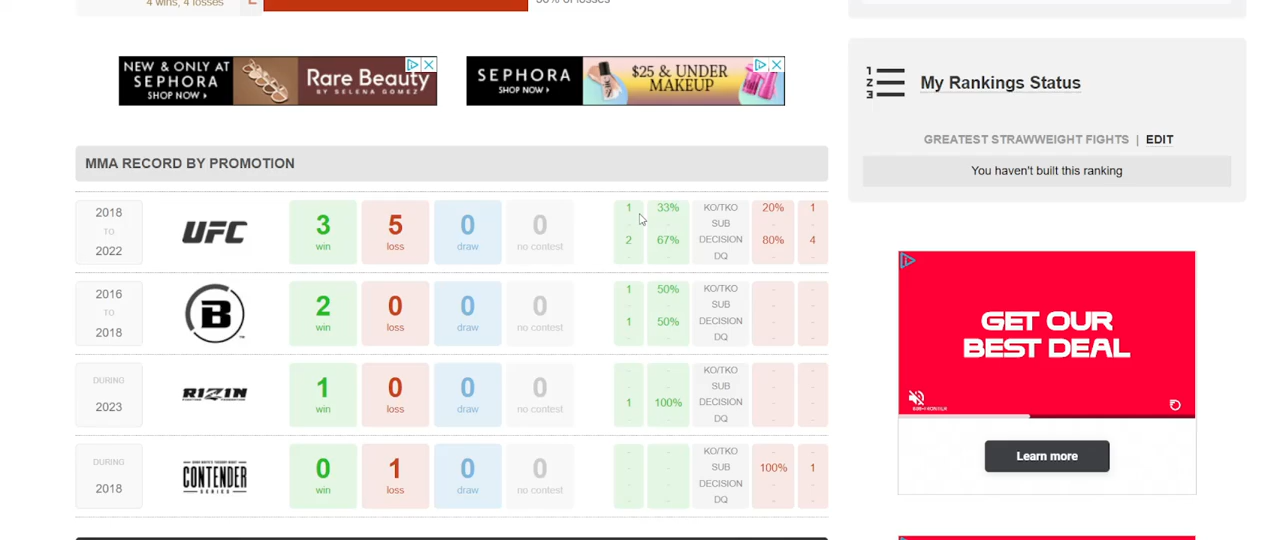 4 wins, 4 losses
L
50% of losses
NEW & ONLY AT
SEPHORA
SHOP NOW
Rare Beauty
BY SELENA GOMEZ
SEPHORA
SHOP NOW
$25 & UNDER
MAKEUP
1
2
3
My Rankings Status
GREATEST STRAWWEIGHT FIGHTS | EDIT
You haven't built this ranking
MMA RECORD BY PROMOTION
2018
TO
2022
UFC
3
win
5
loss
0
draw
0
no contest
1 33% KO/TKO 20% 1
- - SUB - -
2 67% DECISION 80% 4
- - DQ - -
2016
TO
2018
B
2
win
0
loss
0
draw
0
no contest
1 50% KO/TKO - -
- - SUB - -
1 50% DECISION - -
- - DQ - -
DURING
2023
RIZIN
1
win
0
loss
0
draw
0
no contest
- - KO/TKO - -
- - SUB - -
1 100% DECISION - -
- - DQ - -
DURING
2018
CONTENDER
SERIES
0
win
1
loss
0
draw
0
no contest
- - KO/TKO - -
- - SUB 100% 1
- - DECISION - -
- - DQ - -
GET OUR
BEST DEAL
Learn more